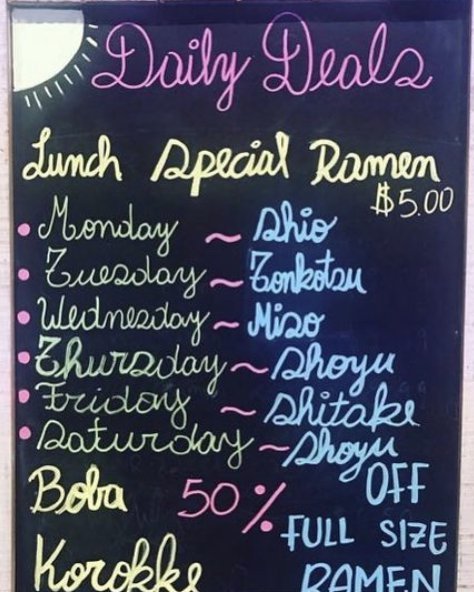 Daily Deals
Lunch Special Ramen
$5.00
• Monday ~ Shio
• Tuesday ~ Tonkotsu
• Wednesday ~ Miso
• Thursday ~ Shoyu
• Friday ~ Shitake
• Saturday ~ Shoyu
Boba 50% OFF
FULL SIZE
Korokke RAMEN